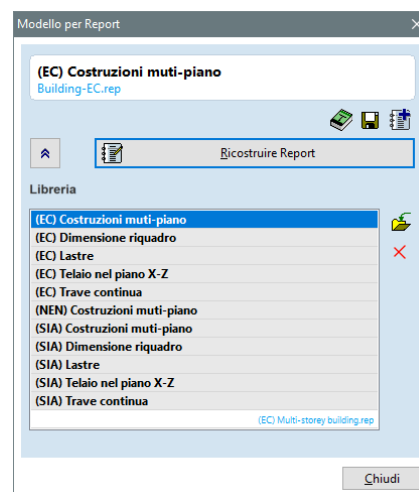 Modello per Report
(EC) Costruzioni muti-piano
Building-EC.rep
Ricostruire Report
Libreria
(EC) Costruzioni muti-piano
(EC) Dimensione riquadro
(EC) Lastre
(EC) Telaio nel piano X-Z
(EC) Trave continua
(NEN) Costruzioni muti-piano
(SIA) Costruzioni muti-piano
(SIA) Dimensione riquadro
(SIA) Lastre
(SIA) Telaio nel piano X-Z
(SIA) Trave continua
(EC) Multi-storey building.rep
Chiudi